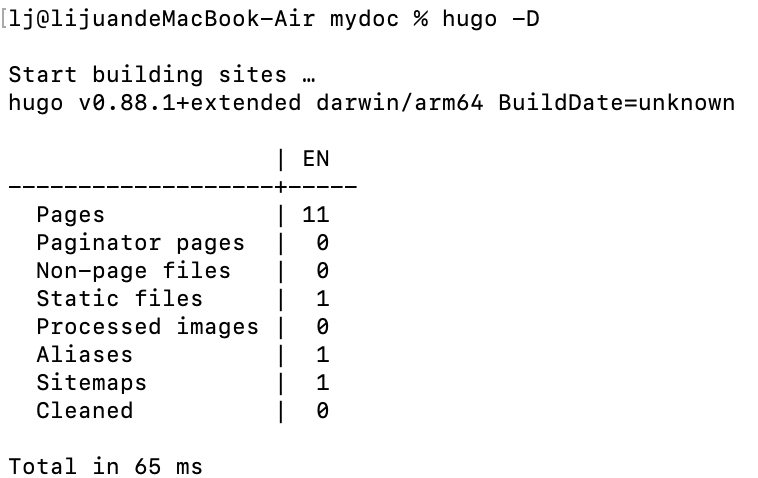 [lj@lijuandeMacBook-Air mydoc % hugo -D
Start building sites …
hugo v0.88.1+extended darwin/arm64 BuildDate=unknown
                   | EN
-------------------+-----
  Pages            | 11
  Paginator pages  |  0
  Non-page files   |  0
  Static files     |  1
  Processed images |  0
  Aliases          |  1
  Sitemaps         |  1
  Cleaned          |  0
Total in 65 ms